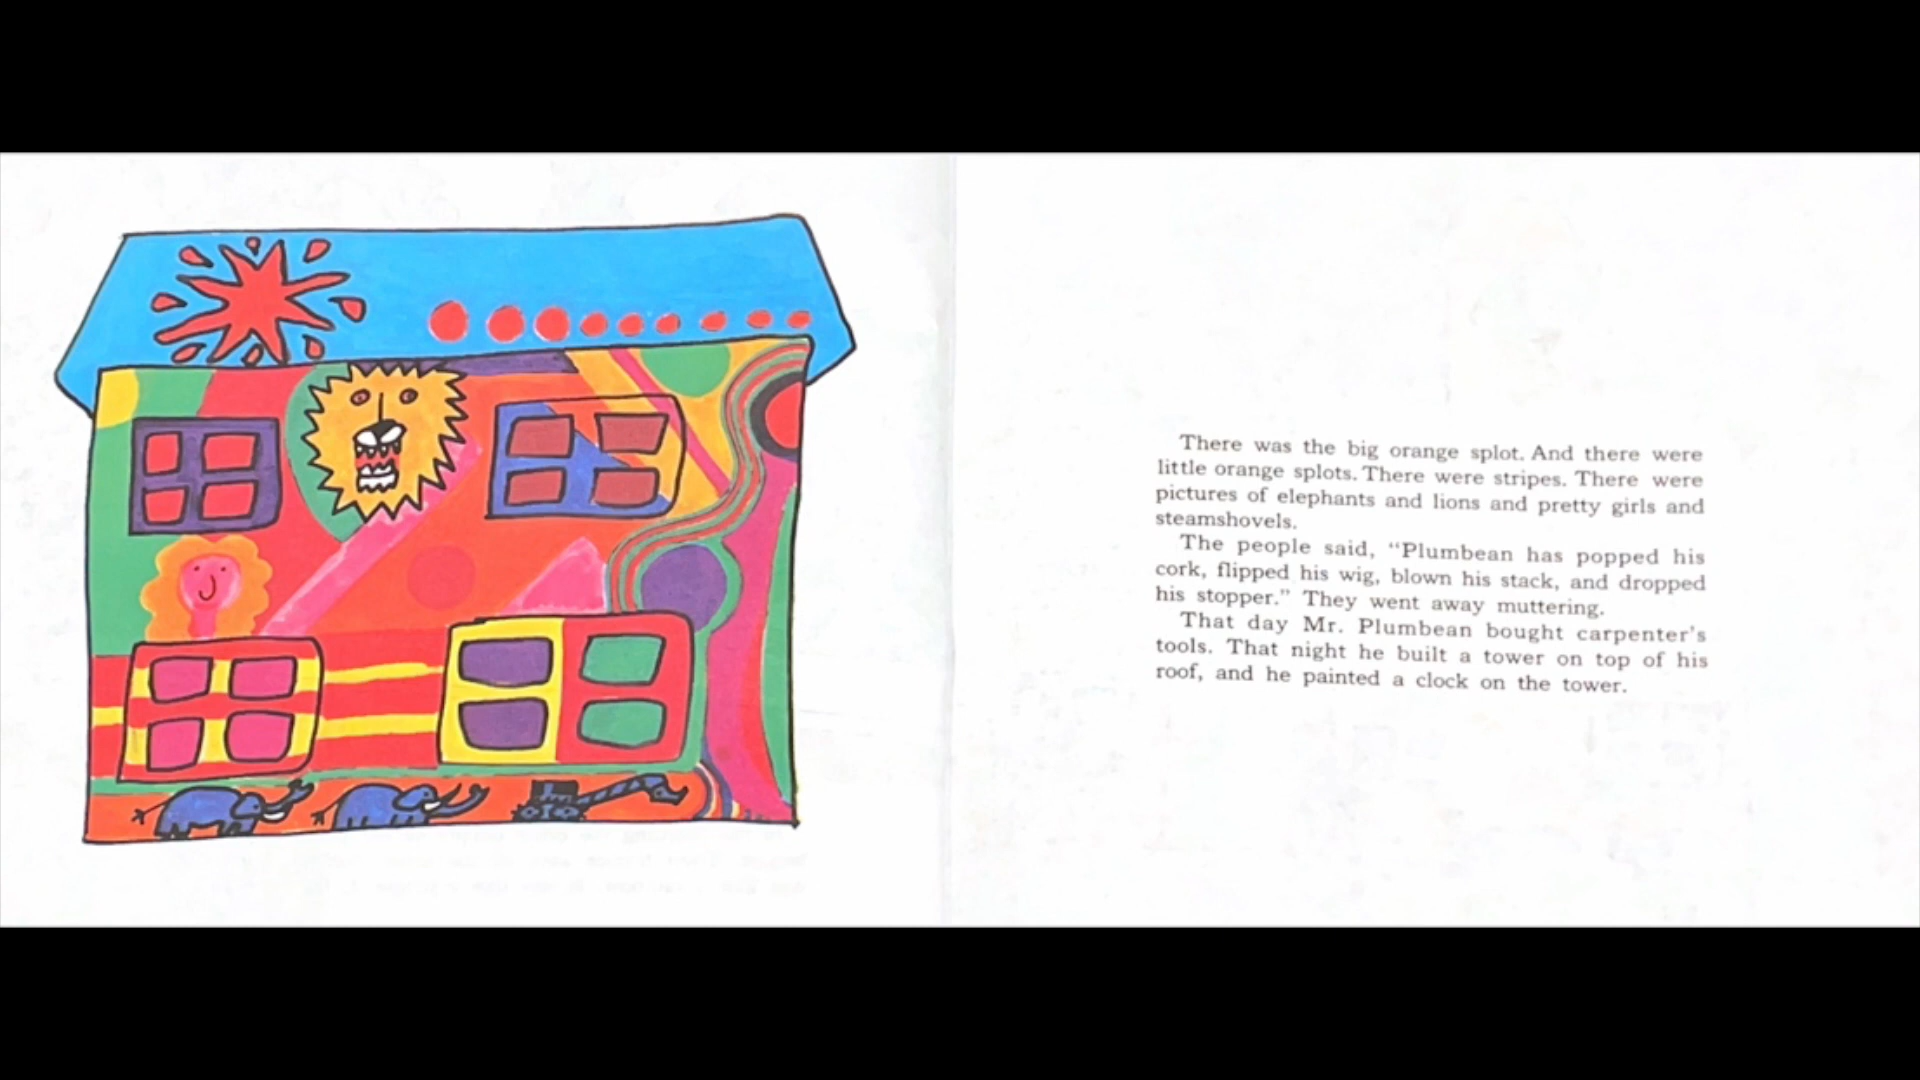 There was the big orange splot. And there were
little orange splots. There were stripes. There were
pictures of elephants and lions and pretty girls and
steamshovels.
The people said, “Plumbean has popped his
cork, flipped his wig, blown his stack, and dropped
his stopper.” They went away muttering.
That day Mr. Plumbean bought carpenter’s
tools. That night he built a tower on top of his
roof, and he painted a clock on the tower.